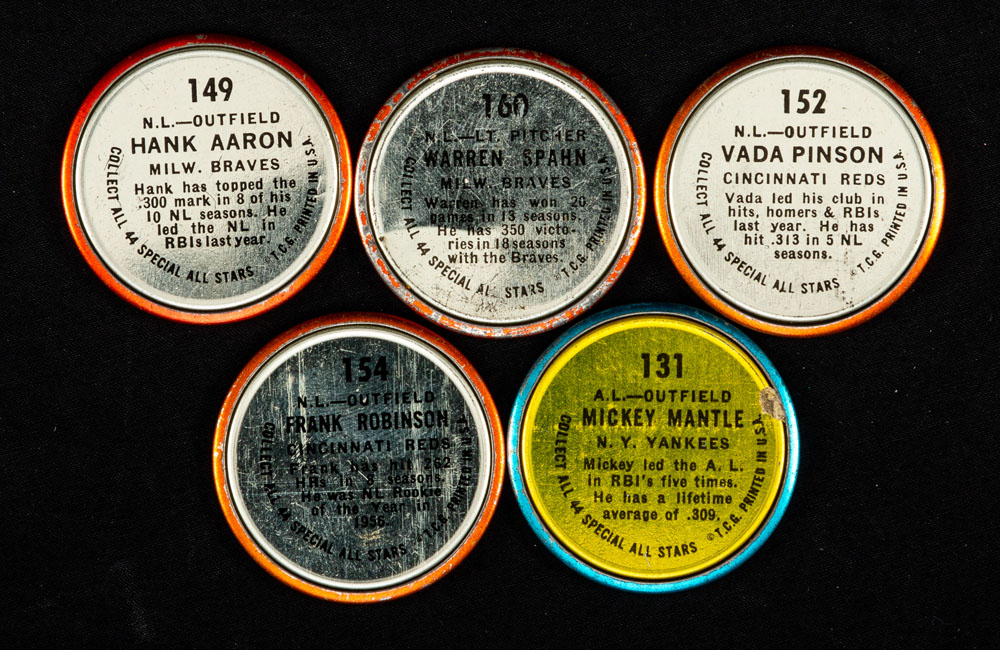 149
N.L.—OUTFIELD
HANK AARON
MILW. BRAVES
Hank has topped the
.300 mark in 8 of his
10 NL seasons. He
led the NL in
RBIs last year.
COLLECT ALL 44 SPECIAL ALL STARS
©T.C.G. PRINTED IN U.S.A.
160
N.L.—LT. PITCHER
WARREN SPAHN
MILW. BRAVES
Warren has won 20
games in 13 seasons.
He has 350 victo-
ries in 18 seasons
with the Braves.
COLLECT ALL 44 SPECIAL ALL STARS
©T.C.G. PRINTED IN U.S.A.
152
N.L.—OUTFIELD
VADA PINSON
CINCINNATI REDS
Vada led his club in
hits, homers & RBIs
last year. He has
hit .313 in 5 NL
seasons.
COLLECT ALL 44 SPECIAL ALL STARS
©T.C.G. PRINTED IN U.S.A.
154
N.L.—OUTFIELD
FRANK ROBINSON
CINCINNATI REDS
Frank has hit 262
HRs in 8 seasons.
He was NL Rookie
of the year in
1956.
COLLECT ALL 44 SPECIAL ALL STARS
©T.C.G. PRINTED IN U.S.A.
131
A.L.—OUTFIELD
MICKEY MANTLE
N. Y. YANKEES
Mickey led the A. L.
in RBI's five times.
He has a lifetime
average of .309.
COLLECT ALL 44 SPECIAL ALL STARS
©T.C.G. PRINTED IN U.S.A.